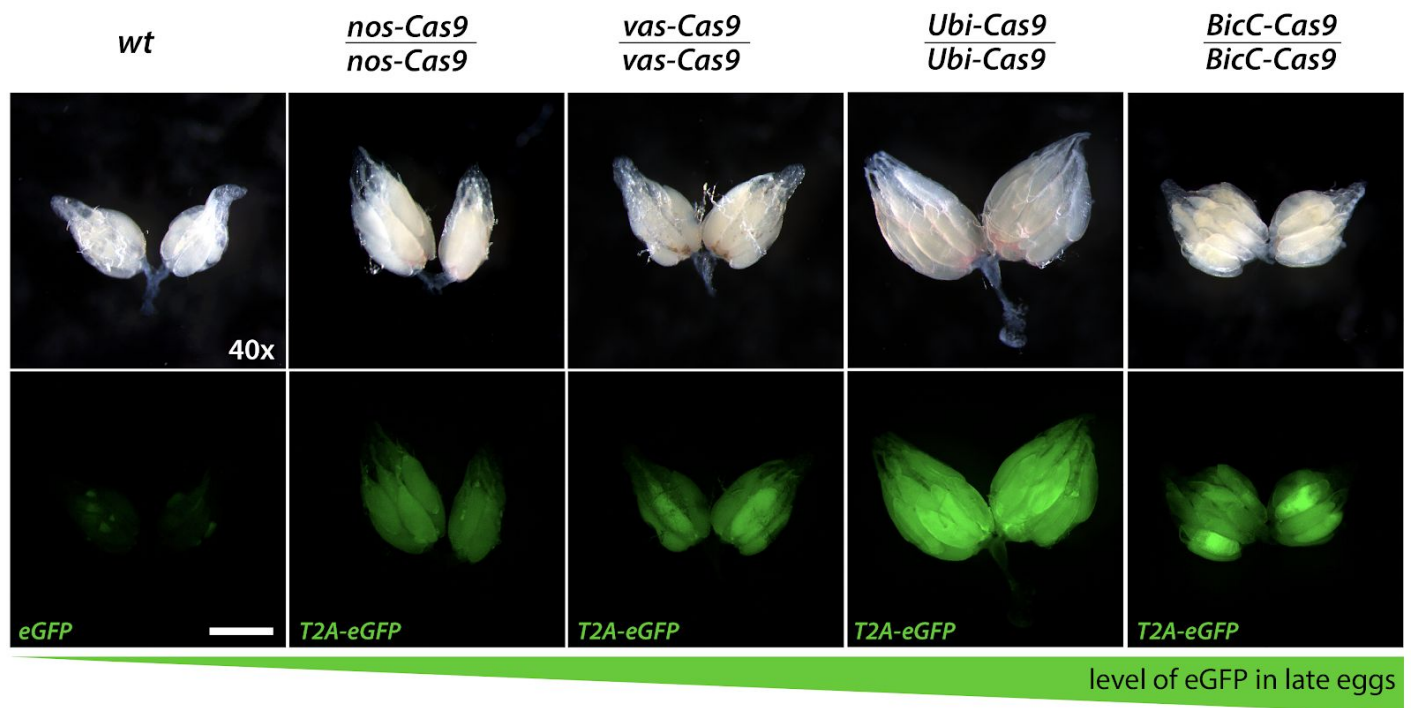 wt
nos-Cas9
nos-Cas9
vas-Cas9
vas-Cas9
Ubi-Cas9
Ubi-Cas9
BicC-Cas9
BicC-Cas9
40x
eGFP
T2A-eGFP
T2A-eGFP
T2A-eGFP
T2A-eGFP
level of eGFP in late eggs